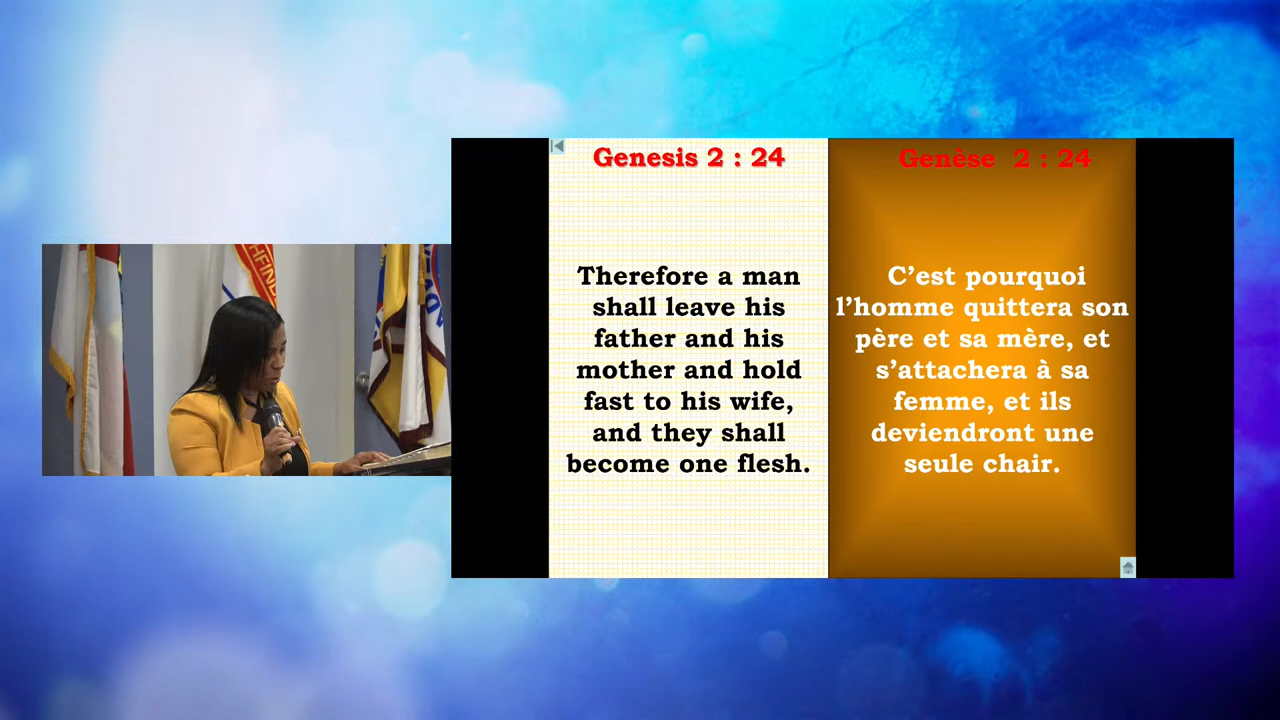 Genesis 2 : 24
Therefore a man
shall leave his
father and his
mother and hold
fast to his wife,
and they shall
become one flesh.
Genèse 2 : 24
C’est pourquoi
l’homme quittera son
père et sa mère, et
s’attachera à sa
femme, et ils
deviendront une
seule chair.